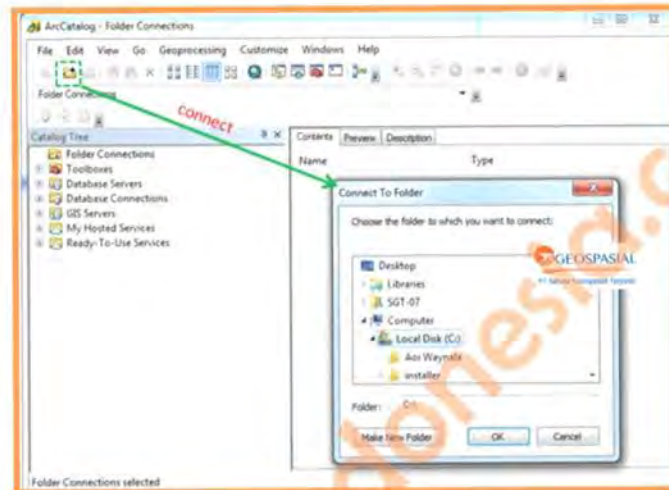 ArcCatalog - Folder Connections
File Edit View Go Geoprocessing Customize Windows Help
Folder Connections
connect
Catalog Tree
Folder Connections
Toolboxes
Database Servers
Database Connections
GIS Servers
My Hosted Services
Ready-To-Use Services
Contents Preview Description
Name Type
Connect To Folder
Choose the folder to which you want to connect:
Desktop
Libraries
SGT-07
Computer
Local Disk (C:)
installer
GEOSPASIAL
Folder: C:\
Make New Folder OK Cancel
Folder Connections selected